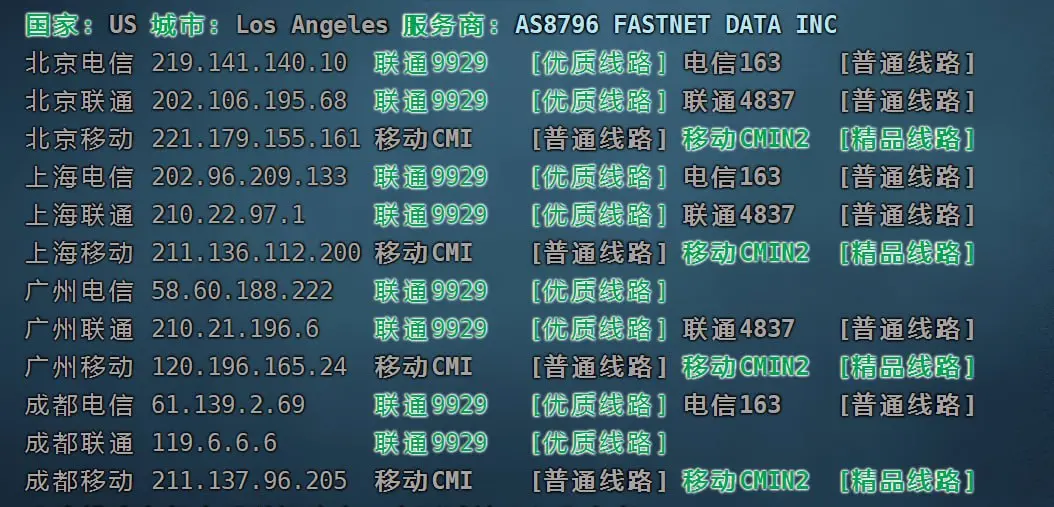 国家: US 城市: Los Angeles 服务商: AS8796 FASTNET DATA INC
北京电信 219.141.140.10 联通9929 [优质线路] 电信163 [普通线路]
北京联通 202.106.195.68 联通9929 [优质线路] 联通4837 [普通线路]
北京移动 221.179.155.161 移动CMI [普通线路] 移动CMIN2 [精品线路]
上海电信 202.96.209.133 联通9929 [优质线路] 电信163 [普通线路]
上海联通 210.22.97.1 联通9929 [优质线路] 联通4837 [普通线路]
上海移动 211.136.112.200 移动CMI [普通线路] 移动CMIN2 [精品线路]
广州电信 58.60.188.222 联通9929 [优质线路]
广州联通 210.21.196.6 联通9929 [优质线路] 联通4837 [普通线路]
广州移动 120.196.165.24 移动CMI [普通线路] 移动CMIN2 [精品线路]
成都电信 61.139.2.69 联通9929 [优质线路] 电信163 [普通线路]
成都联通 119.6.6.6 联通9929 [优质线路]
成都移动 211.137.96.205 移动CMI [普通线路] 移动CMIN2 [精品线路]